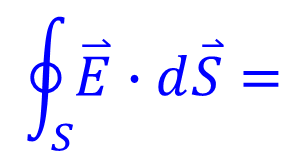 ∮_S E⃗ · dS⃗ =